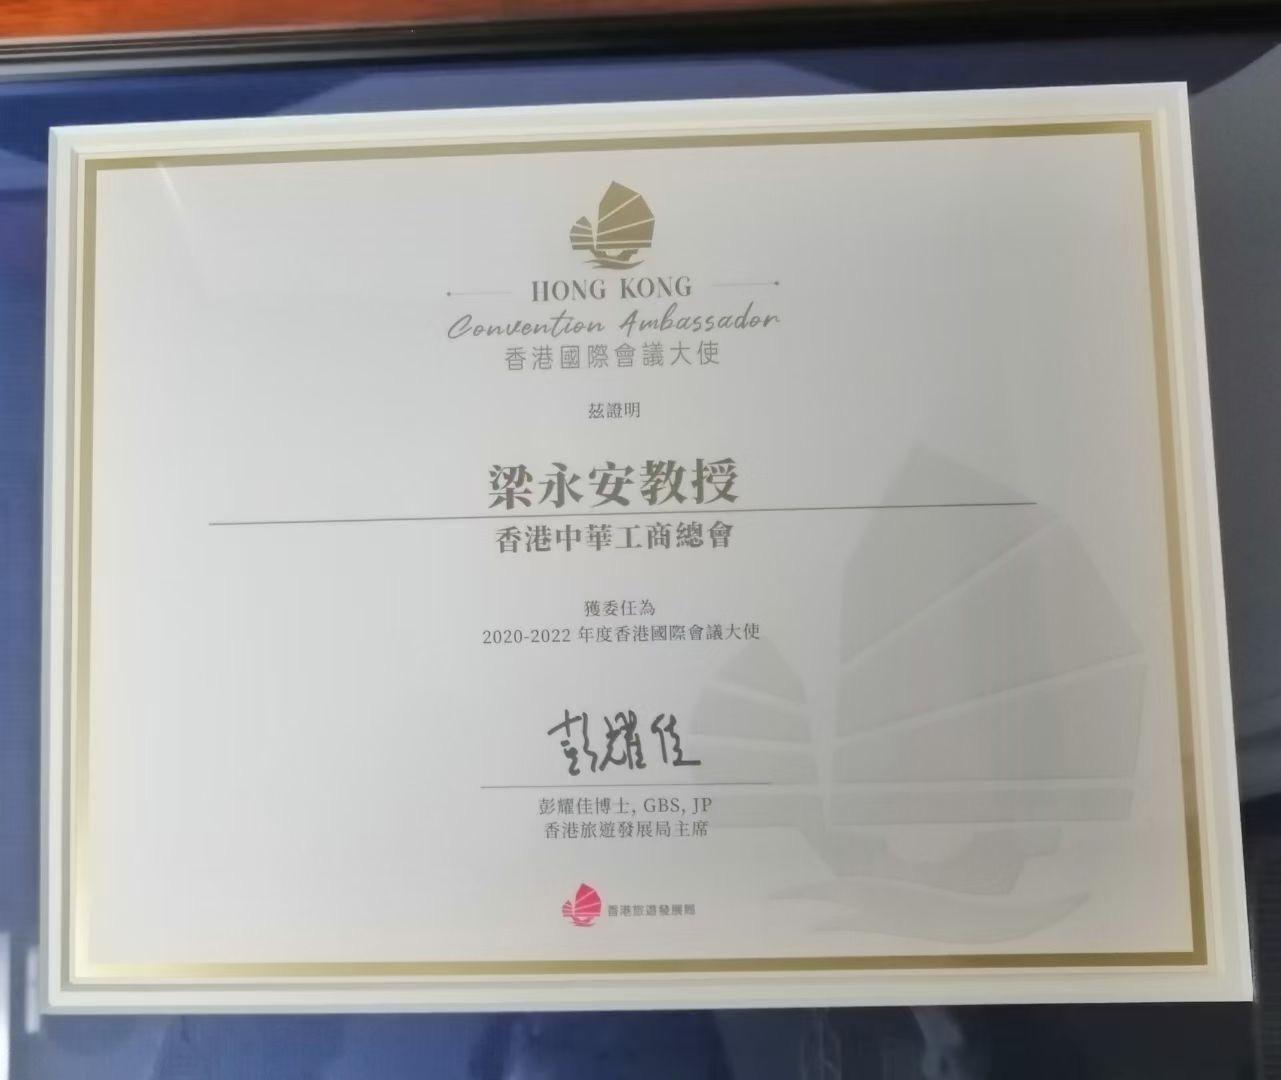 HONG KONG
Convention Ambassador
香港國際會議大使
茲證明
梁永安教授
香港中華工商總會
獲委任為
2020-2022 年度香港國際會議大使
彭耀佳
彭耀佳博士, GBS, JP
香港旅遊發展局主席
香港旅遊發展局